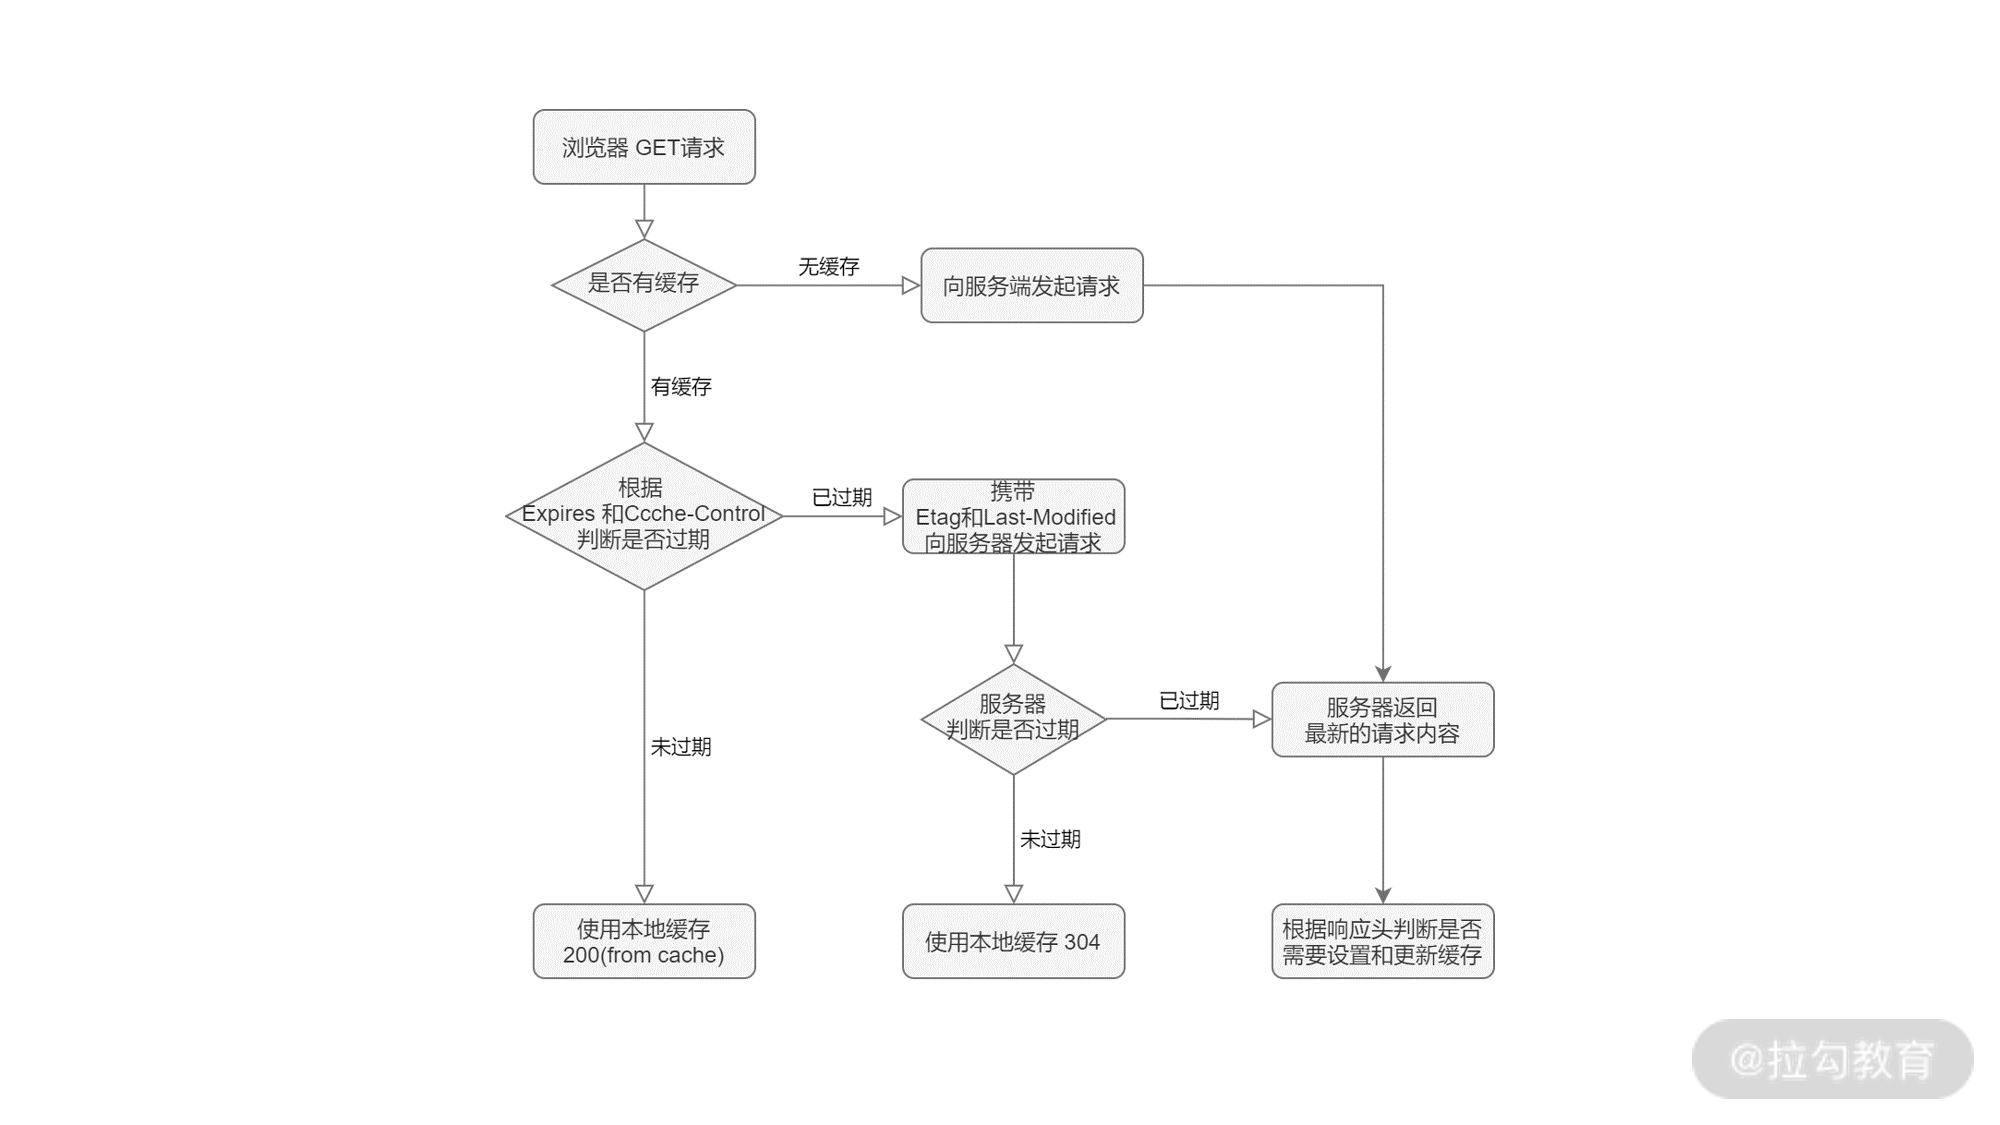 浏览器 GET请求
是否有缓存
无缓存
向服务端发起请求
有缓存
根据
Expires 和Ccche-Control
判断是否过期
已过期
携带
Etag和Last-Modified
向服务器发起请求
服务器
判断是否过期
已过期
服务器返回
最新的请求内容
未过期
未过期
使用本地缓存
200(from cache)
使用本地缓存 304
根据响应头判断是否
需要设置和更新缓存
@拉勾教育